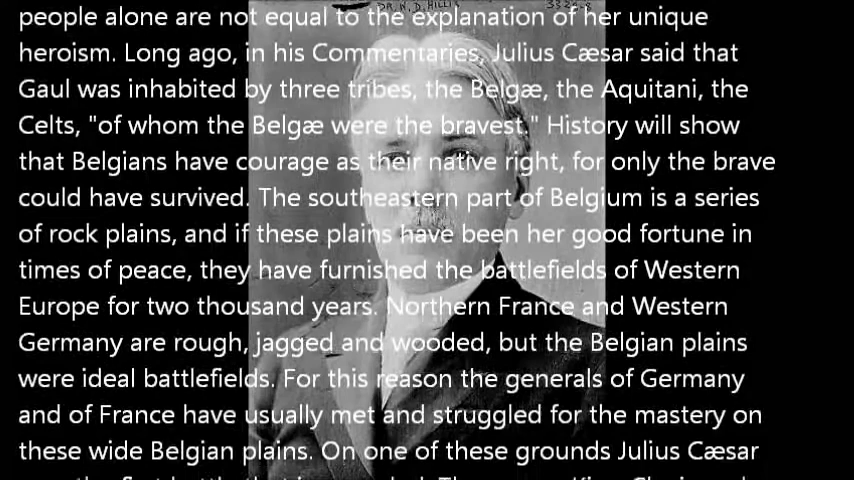 DR. W. D. HILLIS 3329-8
people alone are not equal to the explanation of her unique
heroism. Long ago, in his Commentaries, Julius Cæsar said that
Gaul was inhabited by three tribes, the Belgæ, the Aquitani, the
Celts, "of whom the Belgæ were the bravest." History will show
that Belgians have courage as their native right, for only the brave
could have survived. The southeastern part of Belgium is a series
of rock plains, and if these plains have been her good fortune in
times of peace, they have furnished the battlefields of Western
Europe for two thousand years. Northern France and Western
Germany are rough, jagged and wooded, but the Belgian plains
were ideal battlefields. For this reason the generals of Germany
and of France have usually met and struggled for the mastery on
these wide Belgian plains. On one of these grounds Julius Cæsar